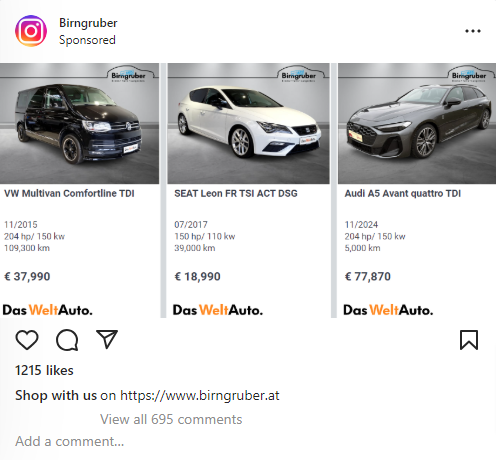 Birngruber
Sponsored
Birngruber
Birngruber
Birngruber
VW Multivan Comfortline TDI
11/2015
204 hp/ 150 kw
109,300 km
€ 37,990
Das WeltAuto.
SEAT Leon FR TSI ACT DSG
07/2017
150 hp/ 110 kw
39,000 km
€ 18,990
Das WeltAuto.
Audi A5 Avant quattro TDI
11/2024
204 hp/ 150 kw
5,000 km
€ 77,870
Das WeltAuto.
1215 likes
Shop with us on https://www.birngruber.at
View all 695 comments
Add a comment...